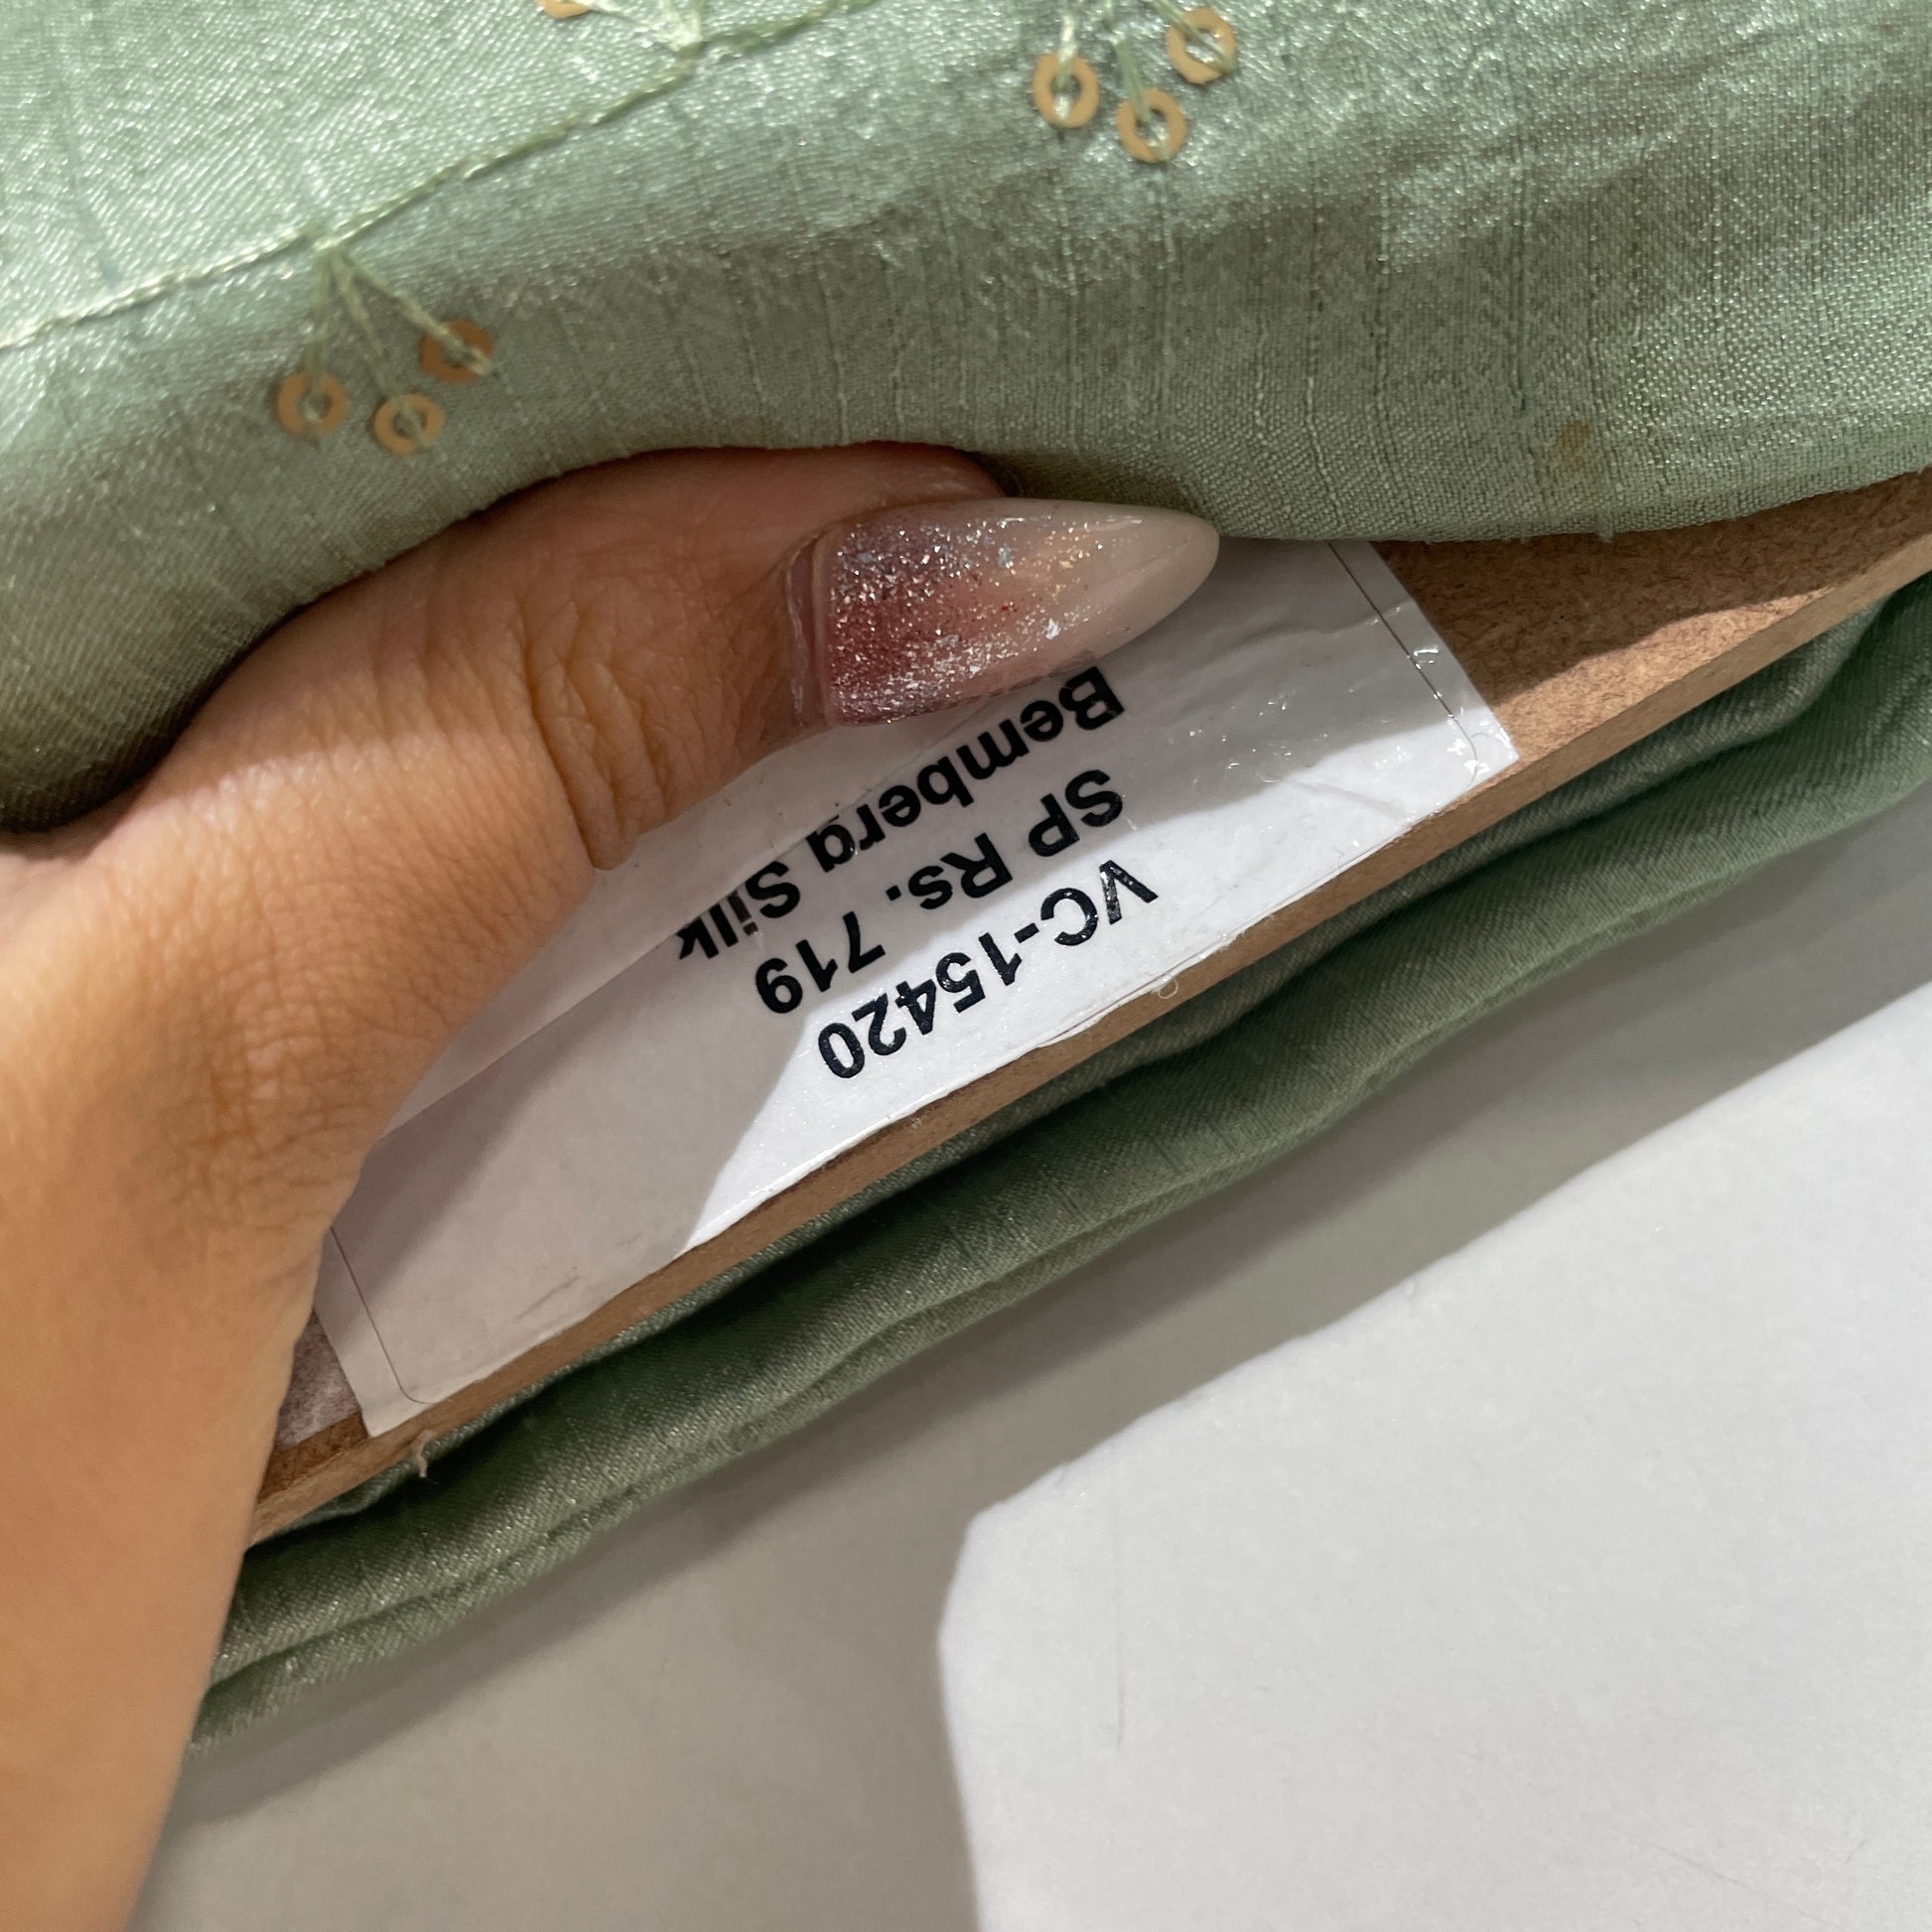 VC-15420
SP Rs. 719
Bemberg Silk